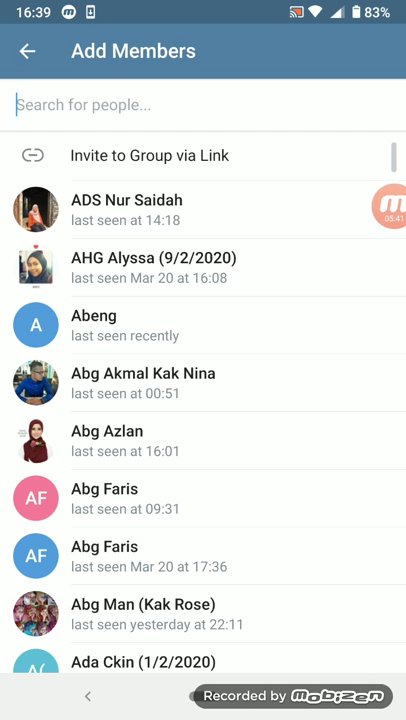 16:39
83%
Add Members
Search for people...
Invite to Group via Link
ADS Nur Saidah
last seen at 14:18
05:41
AHG Alyssa (9/2/2020)
last seen Mar 20 at 16:08
A
Abeng
last seen recently
Abg Akmal Kak Nina
last seen at 00:51
Abg Azlan
last seen at 16:01
AF
Abg Faris
last seen at 09:31
AF
Abg Faris
last seen Mar 20 at 17:36
Abg Man (Kak Rose)
last seen yesterday at 22:11
A(
Ada Ckin (1/2/2020)
Recorded by mobizen